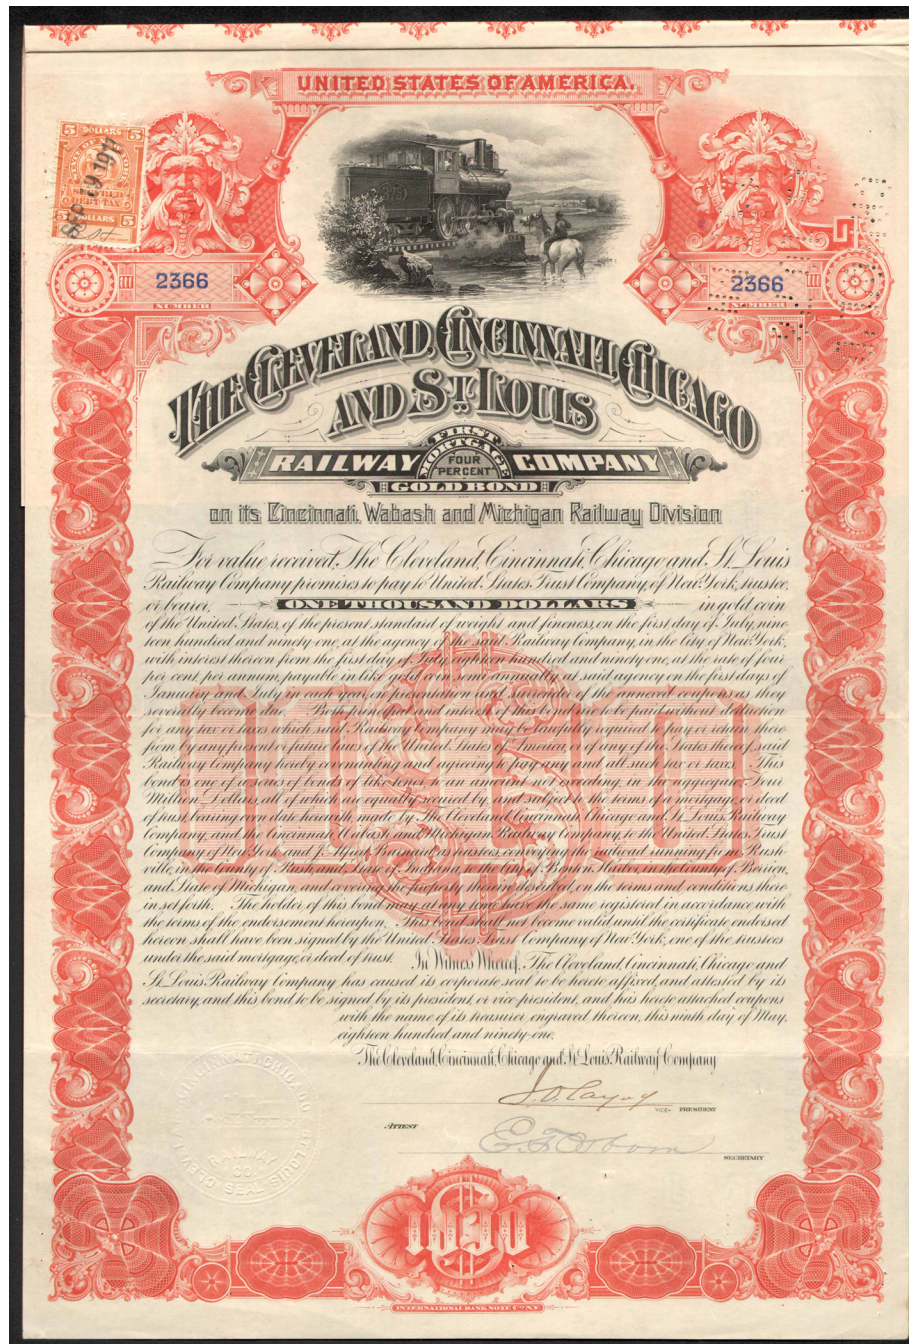 UNITED STATES OF AMERICA.
5 DOLLARS 5
5 DOLLARS 5
2366
NUMBER
2366
NUMBER
THE CLEVELAND, CINCINNATI, CHICAGO
AND ST. LOUIS
RAILWAY COMPANY
FIRST
MORTGAGE
FOUR
PERCENT
GOLD BOND
on its Cincinnati, Wabash and Michigan Railway Division
For value received, The Cleveland, Cincinnati, Chicago and St. Louis
Railway Company promises to pay to United States Trust Company, of New York, trustee,
or bearer, ONE THOUSAND DOLLARS in gold coin
of the United States, of the present standard of weight and fineness, on the first day of July, nine
teen hundred and ninety one, at the agency of the said Railway Company, in the City of New York,
with interest thereon from the first day of July, eighteen hundred and ninety one, at the rate of four
per cent per annum, payable in like gold coin semi annually at said agency on the first days of
January and July in each year, on presentation and surrender of the annexed coupons as they
severally become due. Both principal and interest of this bond are to be paid without deduction
for any tax or taxes which said Railway Company may be lawfully required to pay or retain there
from by any present or future laws of the United States of America or of any of the States thereof, said
Railway Company hereby covenanting and agreeing to pay any and all such tax or taxes. This
bond is one of a series of bonds of like tenor, to an amount not exceeding in the aggregate Four
Million Dollars, all of which are equally secured by, and subject to the terms of a mortgage, or deed
of trust bearing even date herewith, made by The Cleveland, Cincinnati, Chicago and St. Louis Railway
Company, and the Cincinnati, Wabash and Michigan Railway Company, to the United States Trust
Company of New York and J. Alfred Barnard, as trustees, conveying the railroad running from Rush
ville, in the county of Rush and State of Indiana, to the City of Benton Harbor, in the county of Berrien,
and State of Michigan, and covering the property therein described, on the terms and conditions there
in set forth. The holder of this bond may at any time have the same registered in accordance with
the terms of the endorsement hereupon. This bond shall not become valid until the certificate endorsed
hereon shall have been signed by the United States Trust Company of New York, one of the trustees
under the said mortgage, or deed of trust. In Witness Whereof, The Cleveland, Cincinnati, Chicago and
St. Louis Railway Company has caused its corporate seal to be hereto affixed, and attested by its
secretary, and this bond to be signed by its president, or vice-president, and has hereto attached coupons
with the name of its treasurer engraved thereon, this ninth day of May,
eighteen hundred and ninety-one.
The Cleveland, Cincinnati, Chicago and St. Louis Railway Company
VICE- PRESIDENT
ATTEST
E. F. Osborn
SECRETARY
RAILWAY
CO.
SEAL
1000
INTERNATIONAL BANK NOTE CO. N.Y.